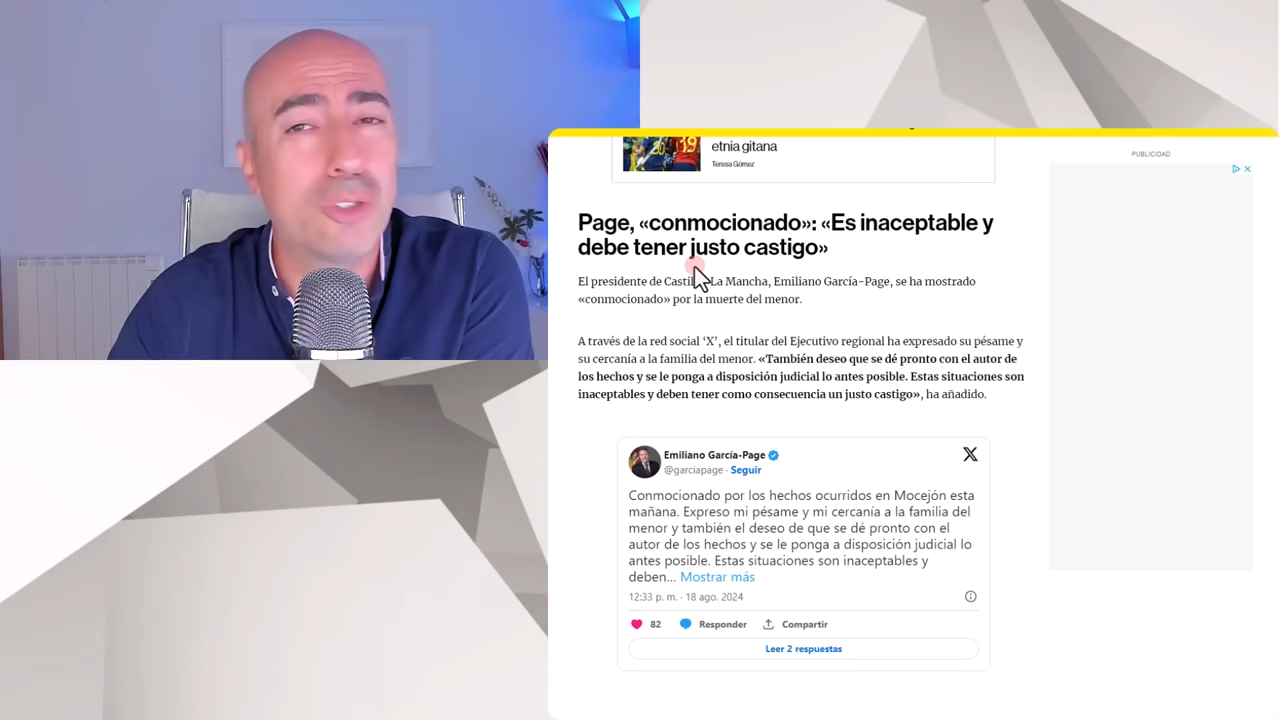 etnia gitana
Teresa Gómez
PUBLICIDAD
Page, «conmocionado»: «Es inaceptable y
debe tener justo castigo»
El presidente de Castilla-La Mancha, Emiliano García-Page, se ha mostrado
«conmocionado» por la muerte del menor.
A través de la red social ‘X’, el titular del Ejecutivo regional ha expresado su pésame y
su cercanía a la familia del menor. «También deseo que se dé pronto con el autor de
los hechos y se le ponga a disposición judicial lo antes posible. Estas situaciones son
inaceptables y deben tener como consecuencia un justo castigo», ha añadido.
Emiliano García-Page
@garciapage · Seguir
Conmocionado por los hechos ocurridos en Mocejón esta
mañana. Expreso mi pésame y mi cercanía a la familia del
menor y también el deseo de que se dé pronto con el
autor de los hechos y se le ponga a disposición judicial lo
antes posible. Estas situaciones son inaceptables y
deben... Mostrar más
12:33 p. m. · 18 ago. 2024
82 Responder Compartir
Leer 2 respuestas